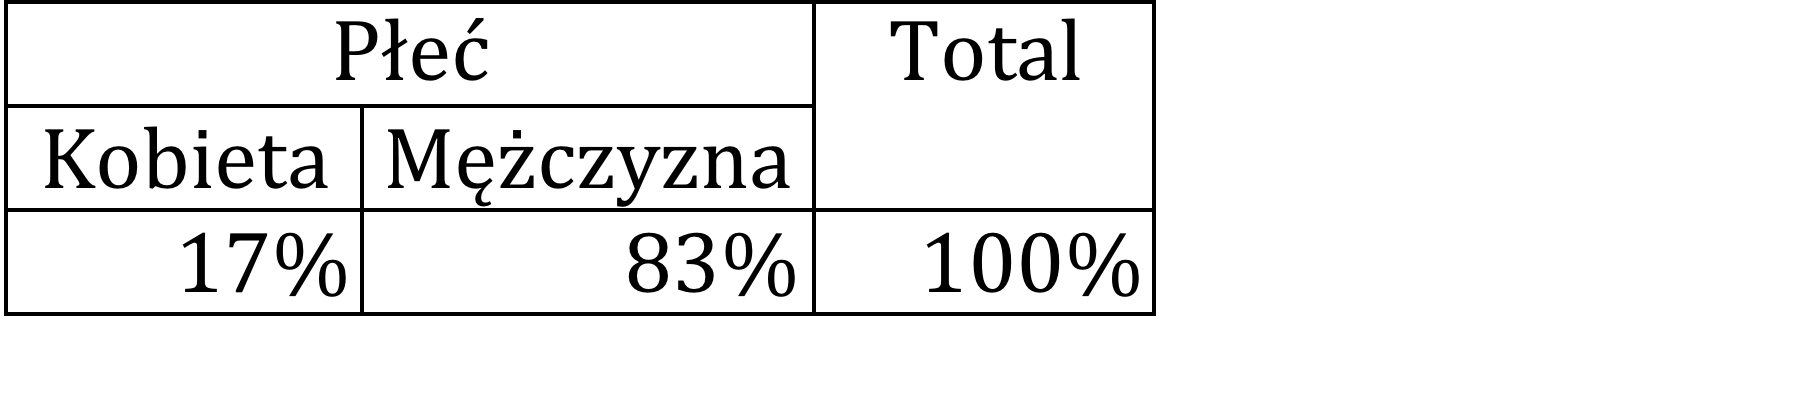 Płeć Total
Kobieta Mężczyzna
17% 83% 100%